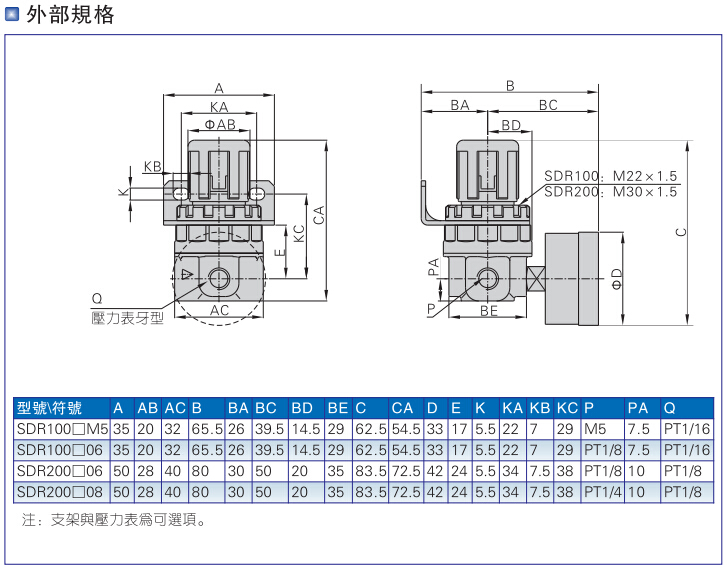 外部規格
A
KA
ΦAB
KB
K
CA
KC
E
Q
壓力表牙型
AC
B
BA
BC
BD
SDR100: M22×1.5
SDR200: M30×1.5
C
PA
ΦD
P
BE
型號\符號 A AB AC B BA BC BD BE C CA D E K KA KB KC P PA Q
SDR100□M5 35 20 32 65.5 26 39.5 14.5 29 62.5 54.5 33 17 5.5 22 7 29 M5 7.5 PT1/16
SDR100□06 35 20 32 65.5 26 39.5 14.5 29 62.5 54.5 33 17 5.5 22 7 29 PT1/8 7.5 PT1/16
SDR200□06 50 28 40 80 30 50 20 35 83.5 72.5 42 24 5.5 34 7.5 38 PT1/8 10 PT1/8
SDR200□08 50 28 40 80 30 50 20 35 83.5 72.5 42 24 5.5 34 7.5 38 PT1/4 10 PT1/8
注: 支架與壓力表爲可選項。